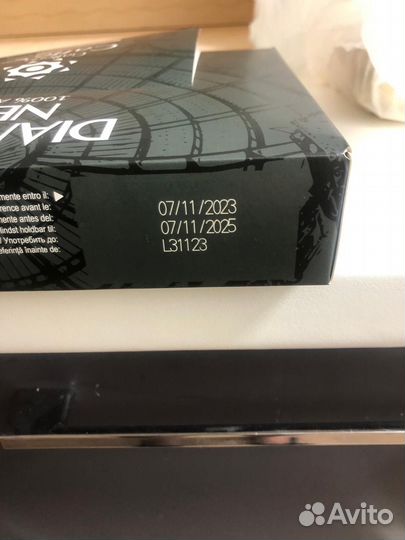 DIA
NE
100% A
mente entro il:
rence avant le:
mente antes del:
ndest holdbar til:
Употребить до:
eferință înainte de:
07/11/2023
07/11/2025
L31123
Avito